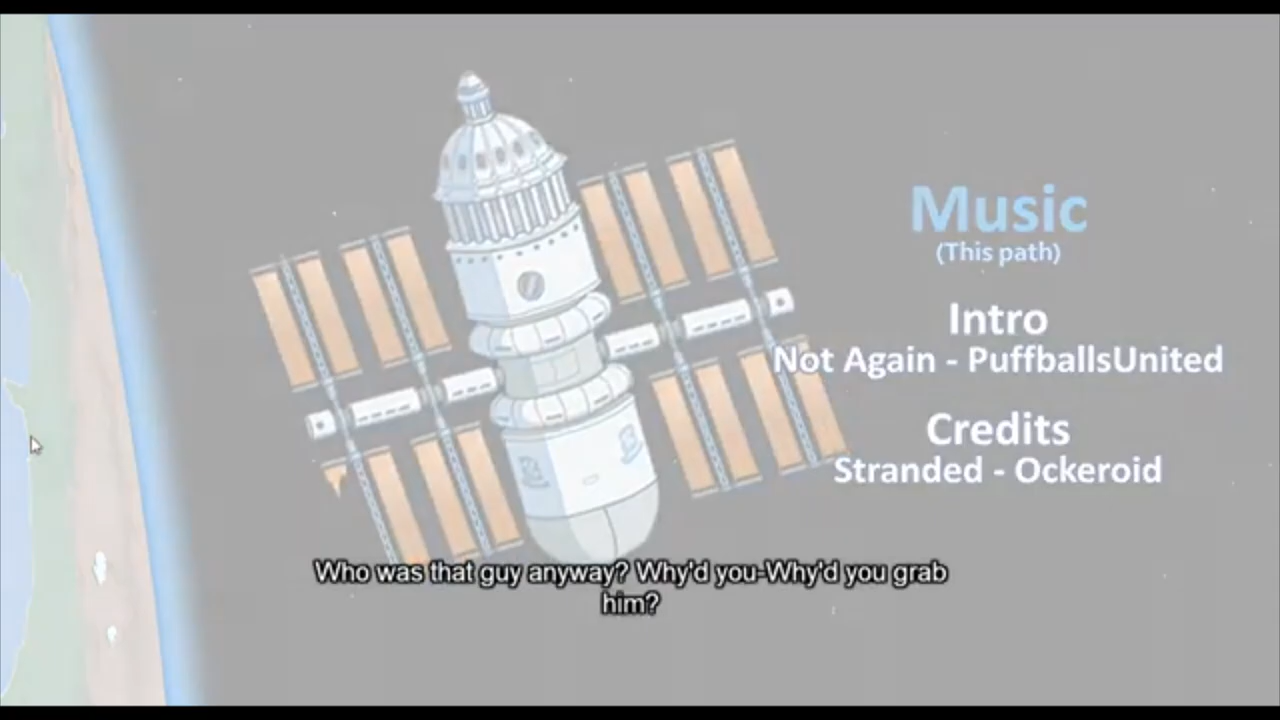 Music
(This path)
Intro
Not Again - PuffballsUnited
Credits
Stranded - Ockeroid
Who was that guy anyway? Why'd you-Why'd you grab
him?